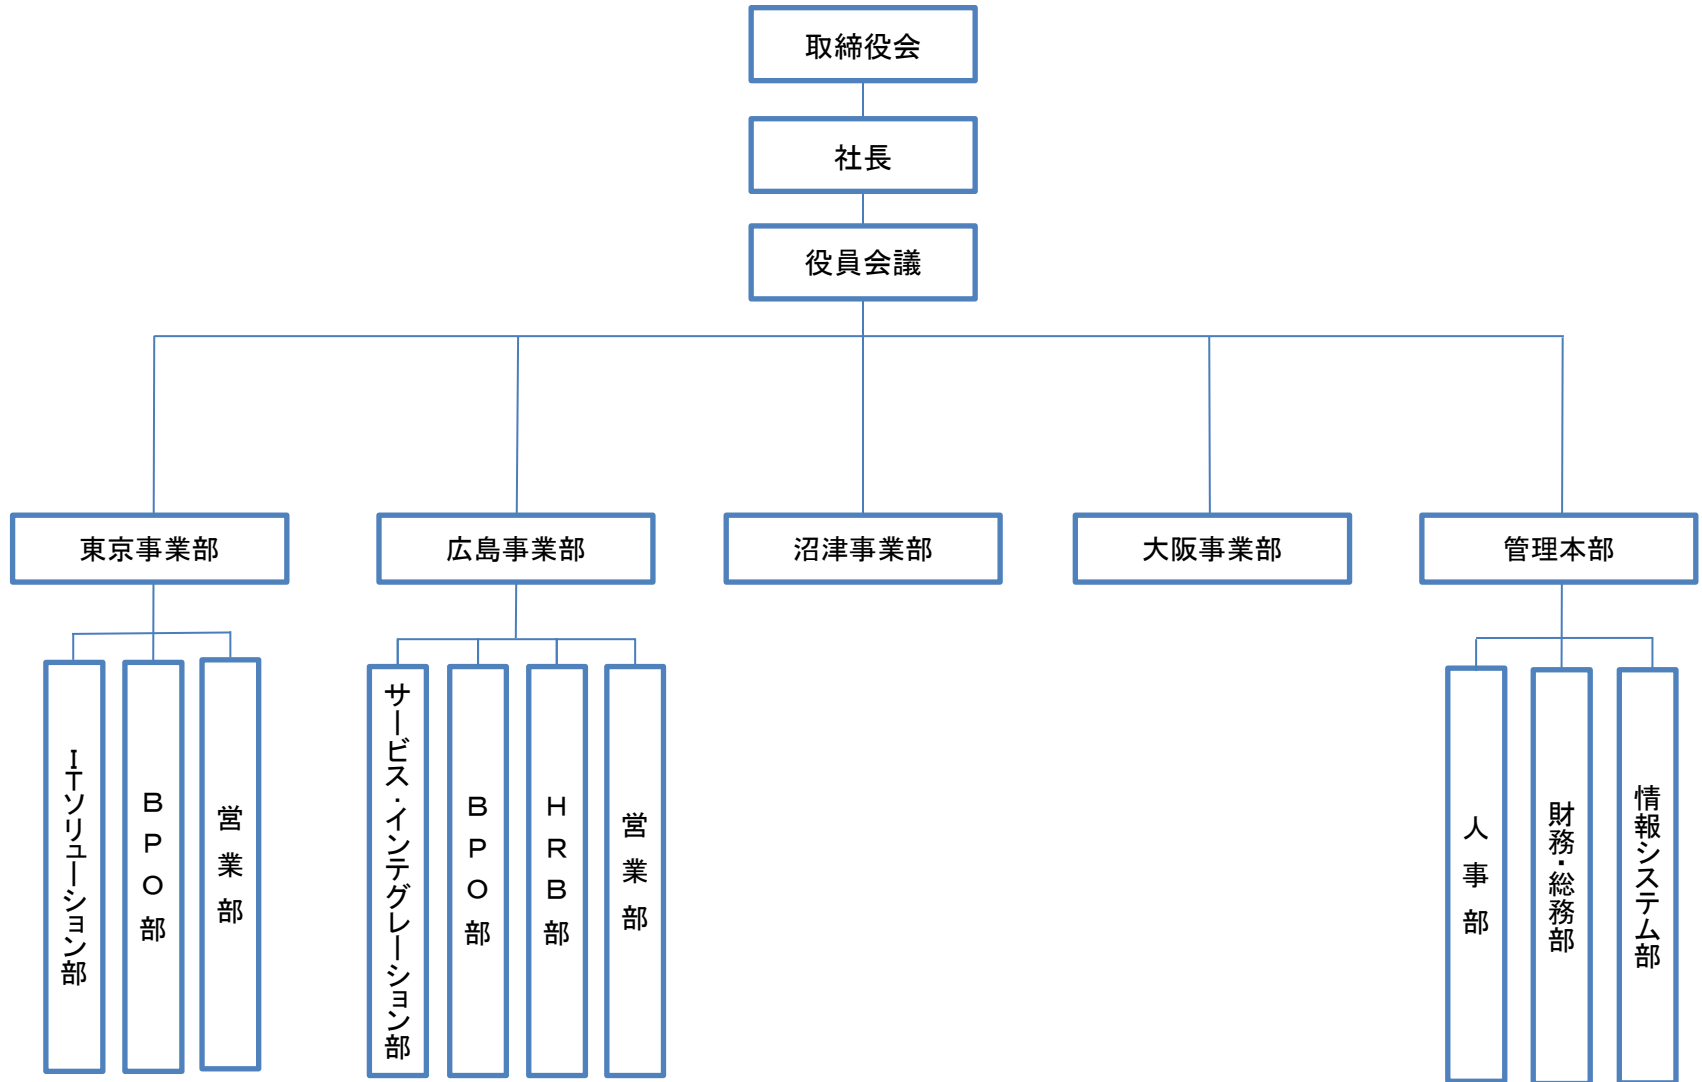 取締役会
社長
役員会議
東京事業部
広島事業部
沼津事業部
大阪事業部
管理本部
ITソリューション部
BPO部
営業部
サービス・インテグレーション部
BPO部
HRB部
営業部
人事部
財務・総務部
情報システム部